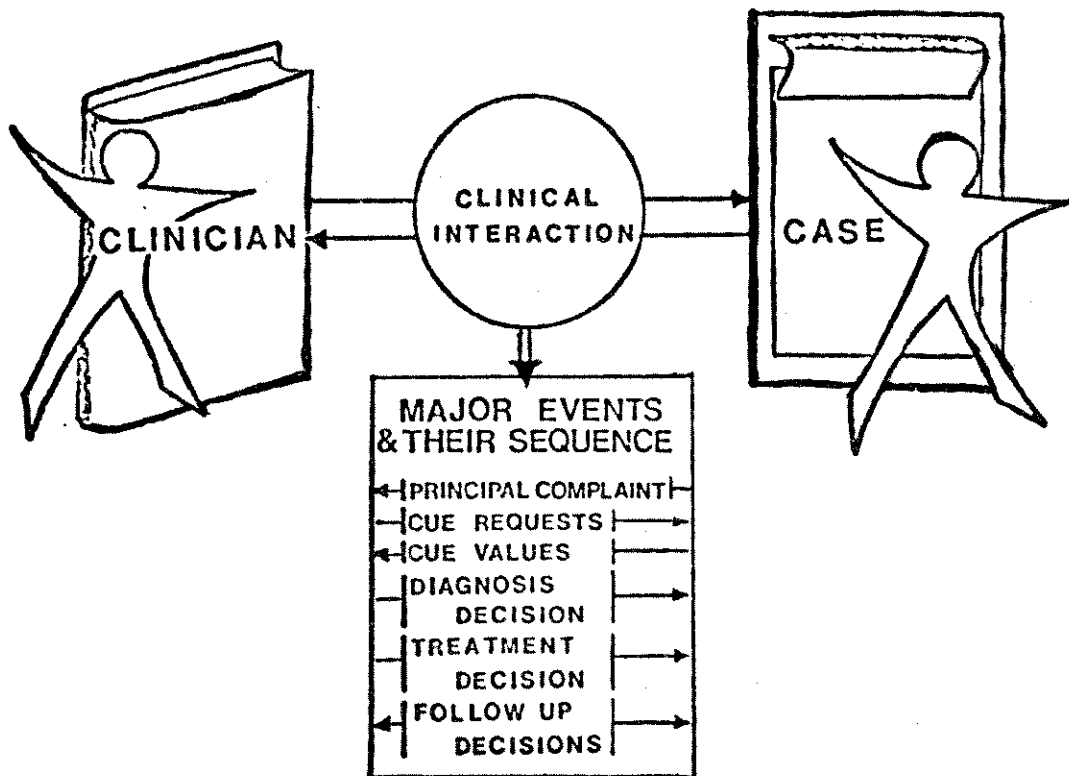 CLINICIAN
CLINICAL
INTERACTION
CASE
MAJOR EVENTS
& THEIR SEQUENCE
PRINCIPAL COMPLAINT
CUE REQUESTS
CUE VALUES
DIAGNOSIS
DECISION
TREATMENT
DECISION
FOLLOW UP
DECISIONS